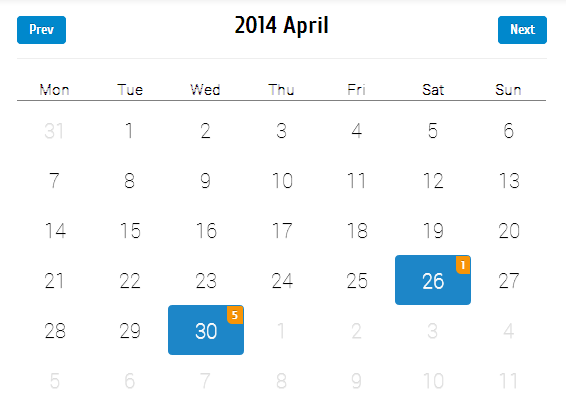 Prev 2014 April Next
Mon Tue Wed Thu Fri Sat Sun
31 1 2 3 4 5 6
7 8 9 10 11 12 13
14 15 16 17 18 19 20
21 22 23 24 25 26 1 27
28 29 30 5 1 2 3 4
5 6 7 8 9 10 11